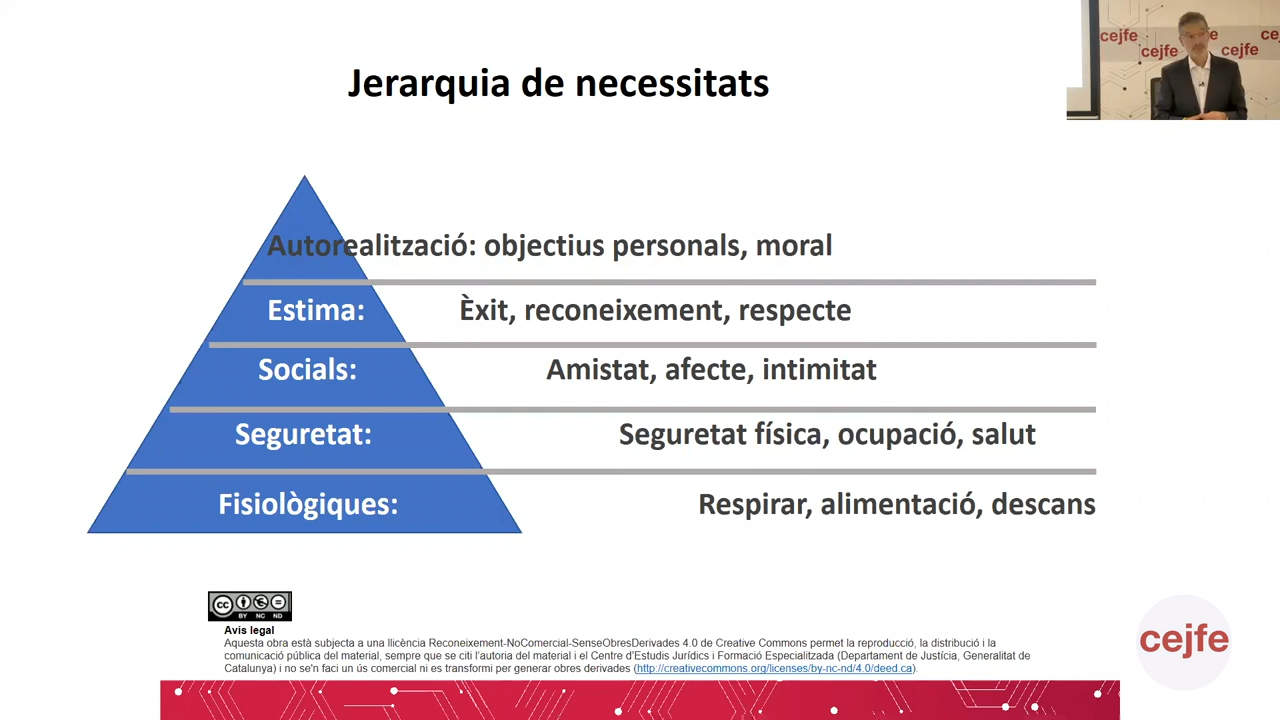 Jerarquia de necessitats
cejfe
cejfe
cejfe
Autorealització: objectius personals, moral
Estima: Èxit, reconeixement, respecte
Socials: Amistat, afecte, intimitat
Seguretat: Seguretat física, ocupació, salut
Fisiològiques: Respirar, alimentació, descans
cc
BY NC ND
Avís legal
Aquesta obra està subjecta a una llicència Reconeixement-NoComercial-SenseObresDerivades 4.0 de Creative Commons permet la reproducció, la distribució i la
comunicació pública del material, sempre que se citi l'autoria del material i el Centre d'Estudis Jurídics i Formació Especialitzada (Departament de Justícia, Generalitat de
Catalunya) i no se'n faci un ús comercial ni es transformi per generar obres derivades (http://creativecommons.org/licenses/by-nc-nd/4.0/deed.ca).
cejfe